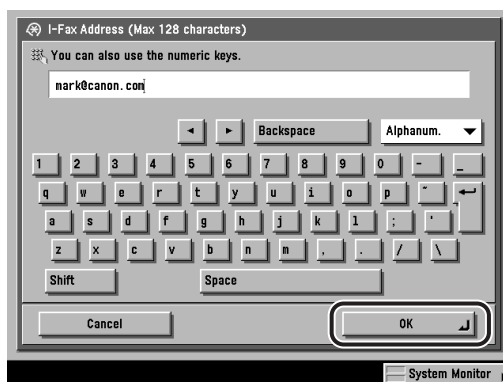 I-Fax Address (Max 128 characters)
You can also use the numeric keys.
mark@canon.com
◄ ► Backspace Alphanum. ▼
1 2 3 4 5 6 7 8 9 0 - _
q w e r t y u i o p ~
a s d f g h j k l ; '
z x c v b n m , . / \
Shift Space
Cancel OK
System Monitor